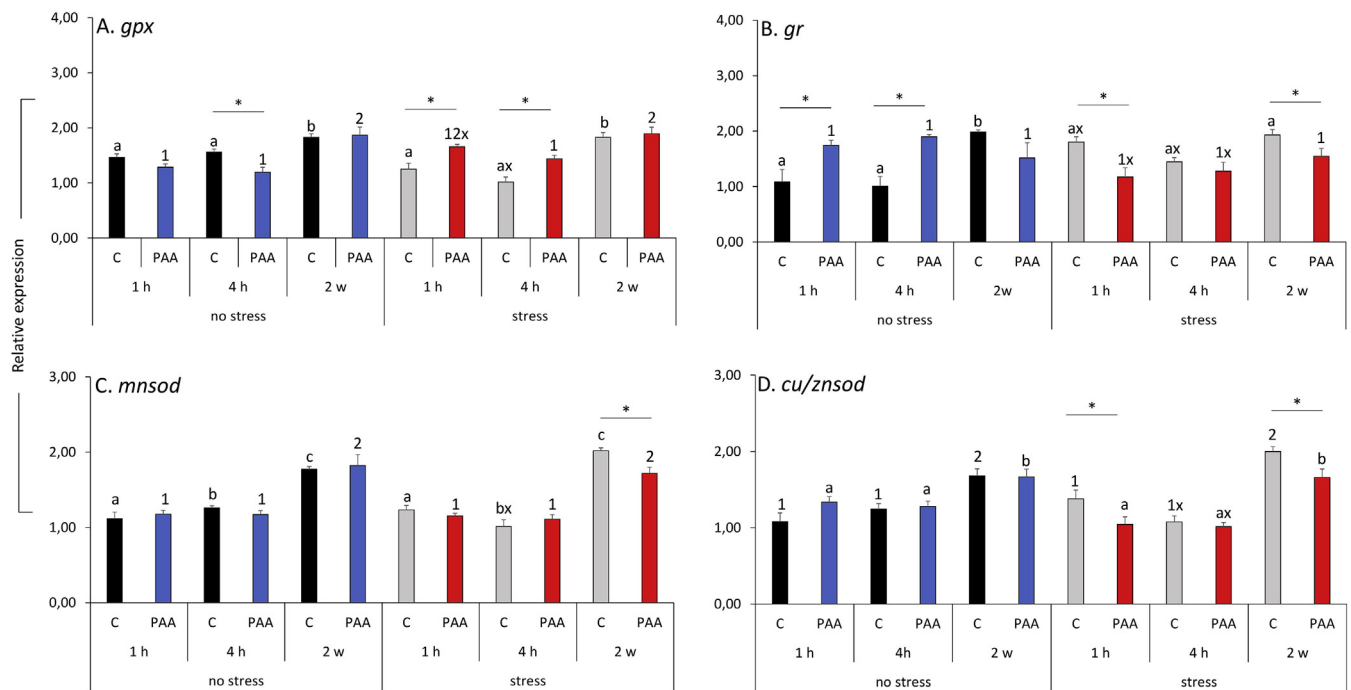 Relative expression
A. gpx
4,00
3,00
2,00
1,00
0,00
a 1 a * 1 b 2 a * 12x ax * 1 b 2
C PAA C PAA C PAA C PAA C PAA C PAA
1 h 4 h 2 w 1 h 4 h 2 w
no stress stress
B. gr
4,00
3,00
2,00
1,00
0,00
a * 1 a * 1 b 1 ax * 1x ax 1x a * 1
C PAA C PAA C PAA C PAA C PAA C PAA
1 h 4 h 2w 1 h 4 h 2 w
no stress stress
C. mnsod
3,00
2,00
1,00
0,00
a 1 b 1 c 2 a 1 bx 1 c * 2
C PAA C PAA C PAA C PAA C PAA C PAA
1 h 4 h 2 w 1 h 4 h 2 w
no stress stress
D. cu/znsod
3,00
2,00
1,00
0,00
1 a 1 a 2 b 1 * a 1x ax 2 * b
C PAA C PAA C PAA C PAA C PAA C PAA
1 h 4h 2 w 1 h 4 h 2 w
no stress stress